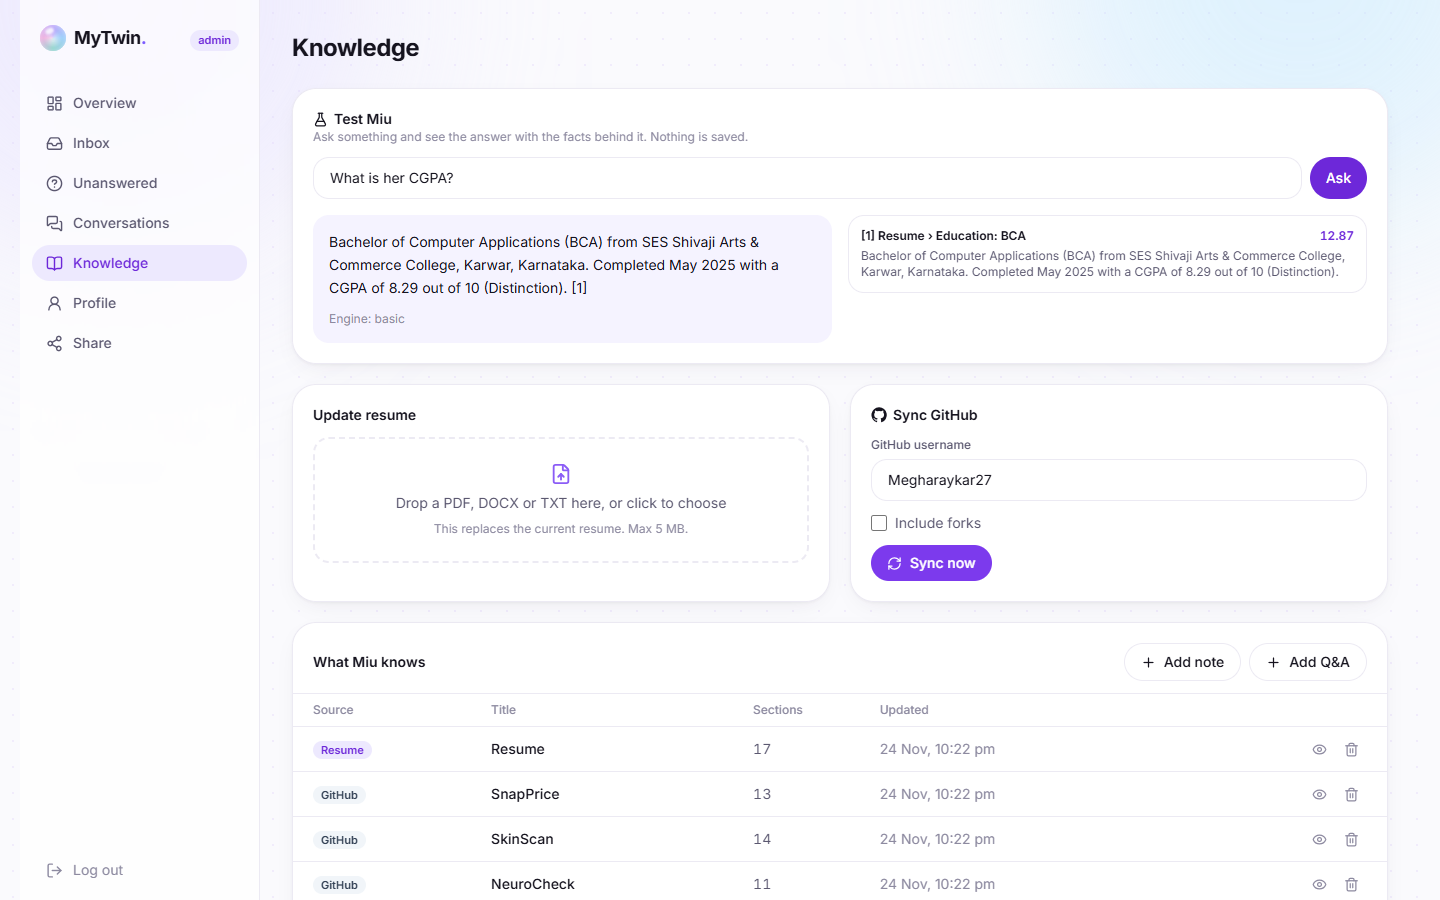 MyTwin.
admin
Overview
Inbox
Unanswered
Conversations
Knowledge
Profile
Share
Log out
Knowledge
Test Miu
Ask something and see the answer with the facts behind it. Nothing is saved.
What is her CGPA?
Ask
Bachelor of Computer Applications (BCA) from SES Shivaji Arts &
Commerce College, Karwar, Karnataka. Completed May 2025 with a
CGPA of 8.29 out of 10 (Distinction). [1]
Engine: basic
[1] Resume › Education: BCA 12.87
Bachelor of Computer Applications (BCA) from SES Shivaji Arts & Commerce College,
Karwar, Karnataka. Completed May 2025 with a CGPA of 8.29 out of 10 (Distinction).
Update resume
Drop a PDF, DOCX or TXT here, or click to choose
This replaces the current resume. Max 5 MB.
Sync GitHub
GitHub username
Megharaykar27
Include forks
Sync now
What Miu knows
Add note
Add Q&A
Source Title Sections Updated
Resume Resume 17 24 Nov, 10:22 pm
GitHub SnapPrice 13 24 Nov, 10:22 pm
GitHub SkinScan 14 24 Nov, 10:22 pm
GitHub NeuroCheck 11 24 Nov, 10:22 pm